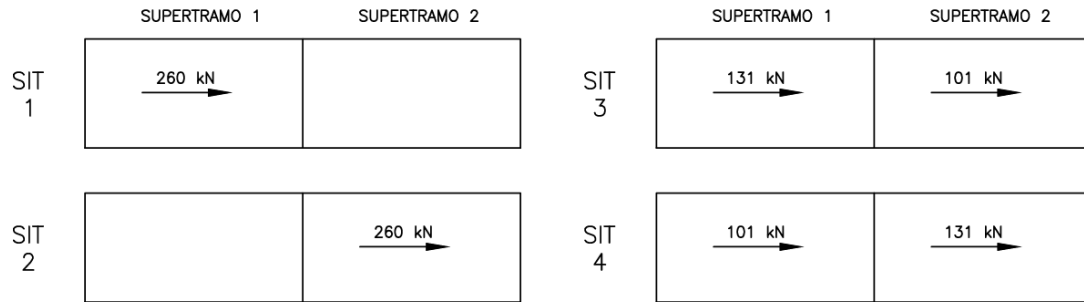 SUPERTRAMO 1 SUPERTRAMO 2
SIT
1
260 kN
SIT
2
260 kN
SUPERTRAMO 1 SUPERTRAMO 2
SIT
3
131 kN 101 kN
SIT
4
101 kN 131 kN